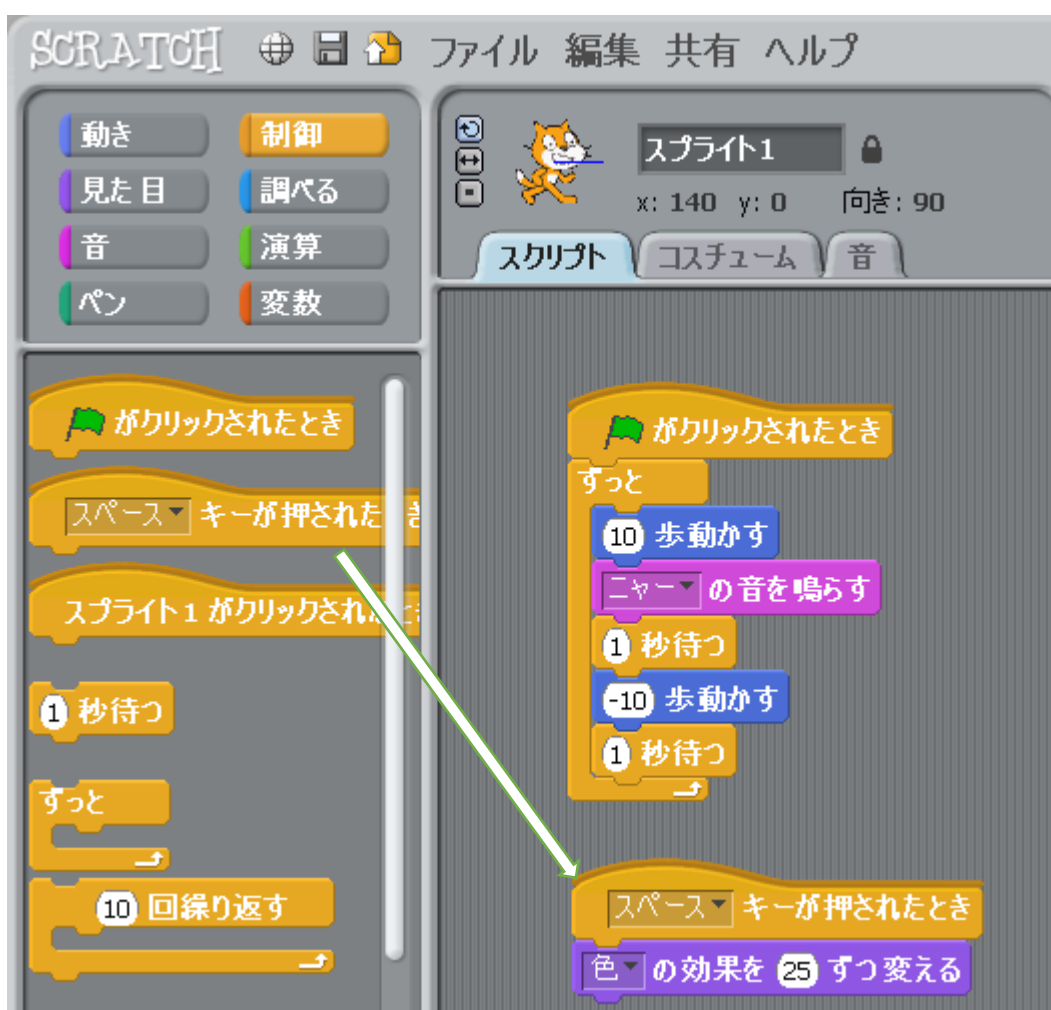 SCRATCH ファイル 編集 共有 ヘルプ
動き 制御
見た目 調べる
音 演算
ペン 変数
スプライト1
x: 140 y: 0 向き: 90
スクリプト コスチューム 音
がクリックされたとき
スペース キーが押されたとき
スプライト1 がクリックされたとき
1 秒待つ
ずっと
10 回繰り返す
がクリックされたとき
ずっと
10 歩動かす
ニャー の音を鳴らす
1 秒待つ
-10 歩動かす
1 秒待つ
スペース キーが押されたとき
色 の効果を 25 ずつ変える